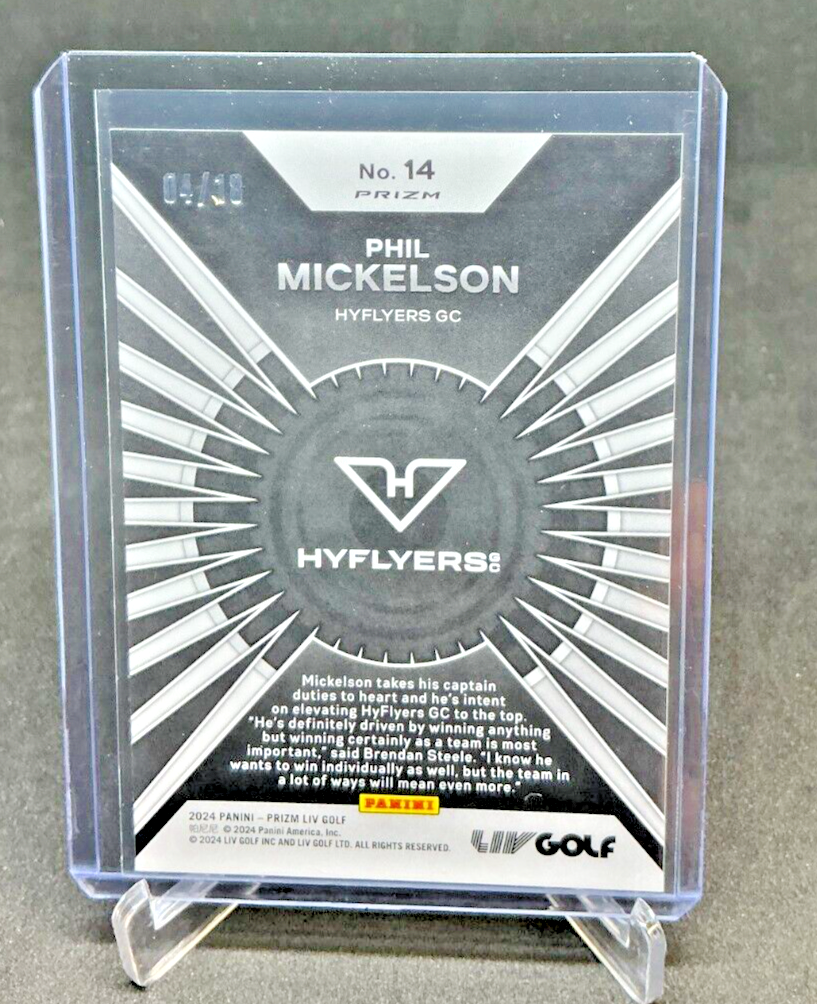 No. 14
04/10
PRIZM
PHIL
MICKELSON
HYFLYERS GC
H
HYFLYERS GC
Mickelson takes his captain
duties to heart and he's intent
on elevating HyFlyers GC to the top.
"He's definitely driven by winning anything
but winning certainly as a team is most
important," said Brendan Steele. "I know he
wants to win individually as well, but the team in
a lot of ways will mean even more."
PANINI
2024 PANINI – PRIZM LIV GOLF
帕尼尼 © 2024 Panini America, Inc.
© 2024 LIV GOLF INC AND LIV GOLF LTD. ALL RIGHTS RESERVED.
LIV GOLF